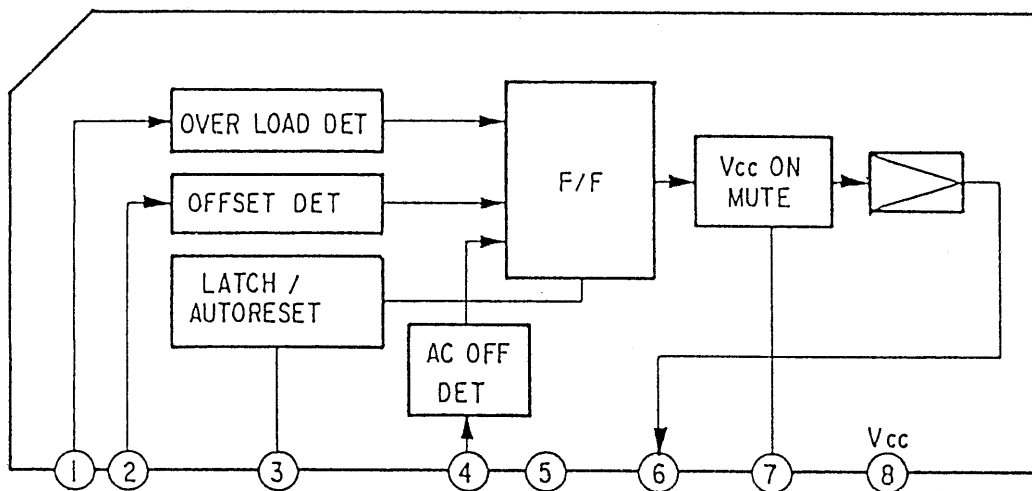 OVER LOAD DET
OFFSET DET
LATCH /
AUTORESET
AC OFF
DET
F/F
Vcc ON
MUTE
Vcc
1 2 3 4 5 6 7 8